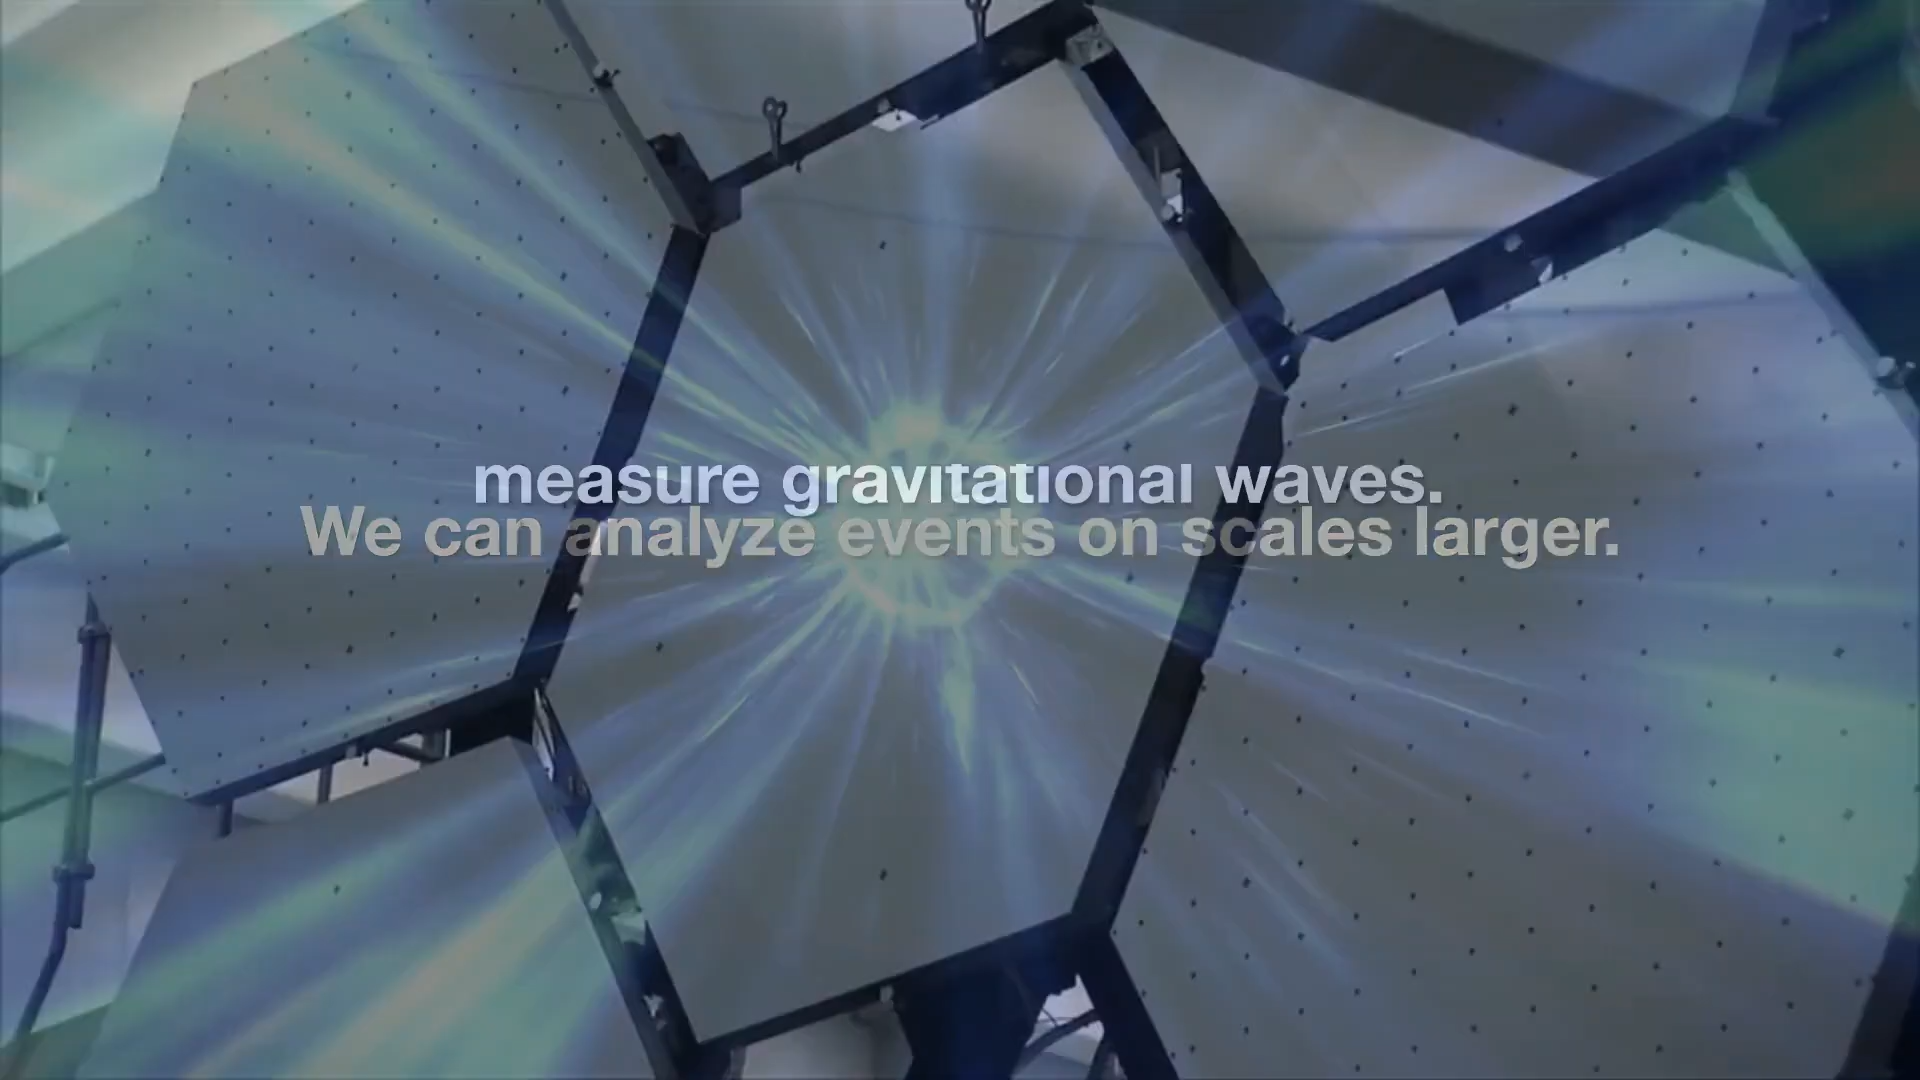 measure gravitational waves.
We can analyze events on scales larger.